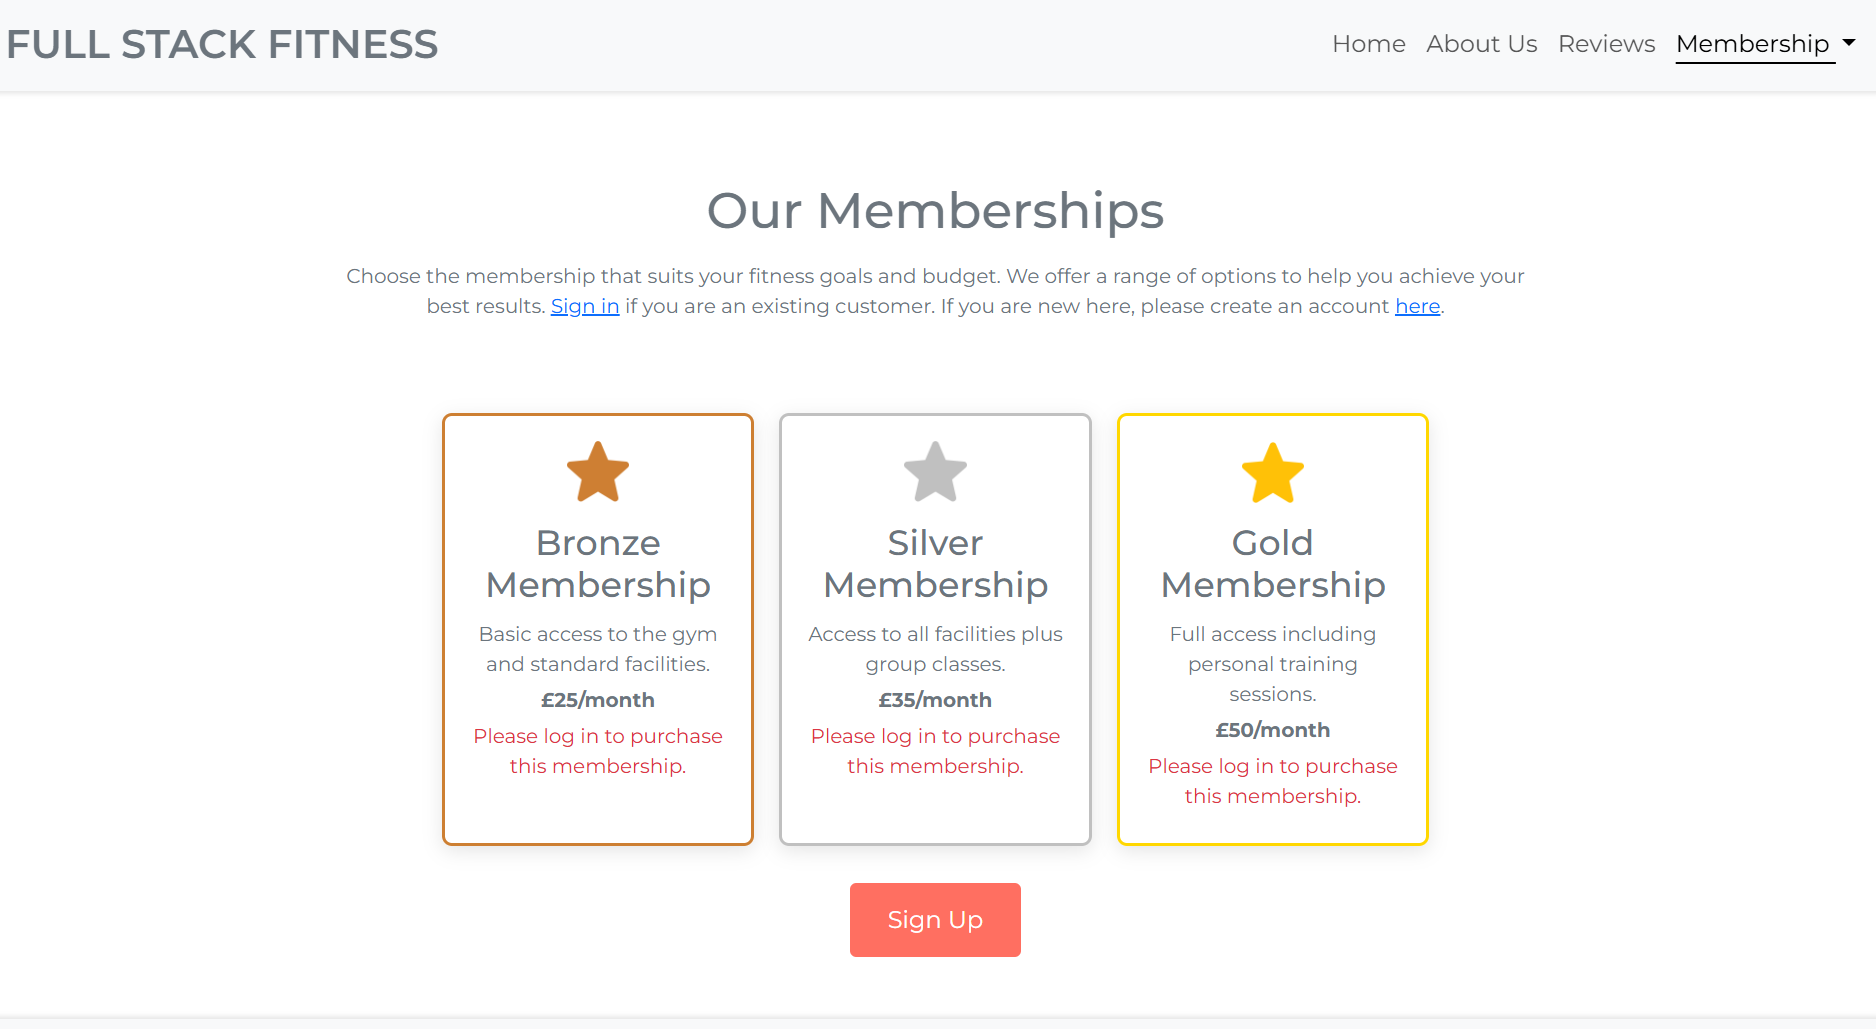 FULL STACK FITNESS
Home About Us Reviews Membership
Our Memberships
Choose the membership that suits your fitness goals and budget. We offer a range of options to help you achieve your
best results. Sign in if you are an existing customer. If you are new here, please create an account here.
Bronze
Membership
Basic access to the gym
and standard facilities.
£25/month
Please log in to purchase
this membership.
Silver
Membership
Access to all facilities plus
group classes.
£35/month
Please log in to purchase
this membership.
Gold
Membership
Full access including
personal training
sessions.
£50/month
Please log in to purchase
this membership.
Sign Up